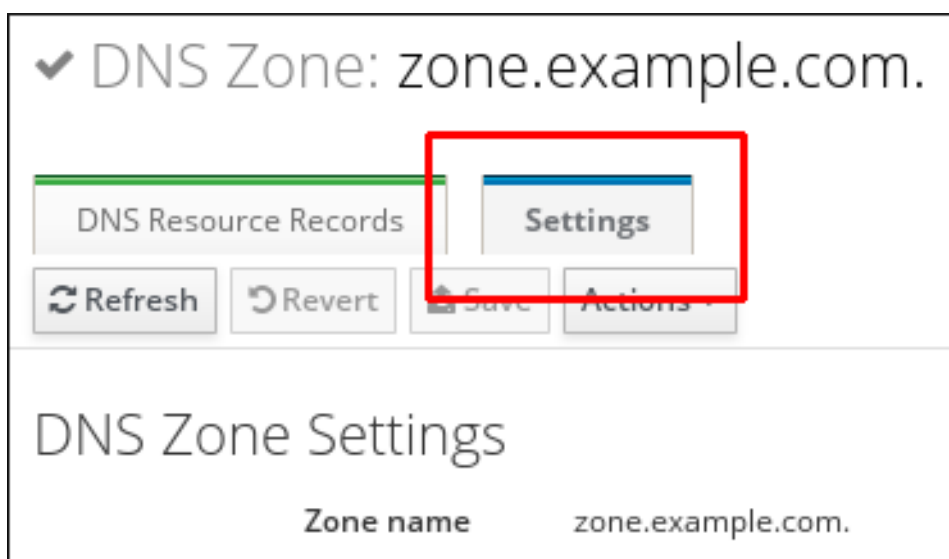 DNS Zone: zone.example.com.
DNS Resource Records Settings
Refresh Revert Save Actions
DNS Zone Settings
Zone name zone.example.com.